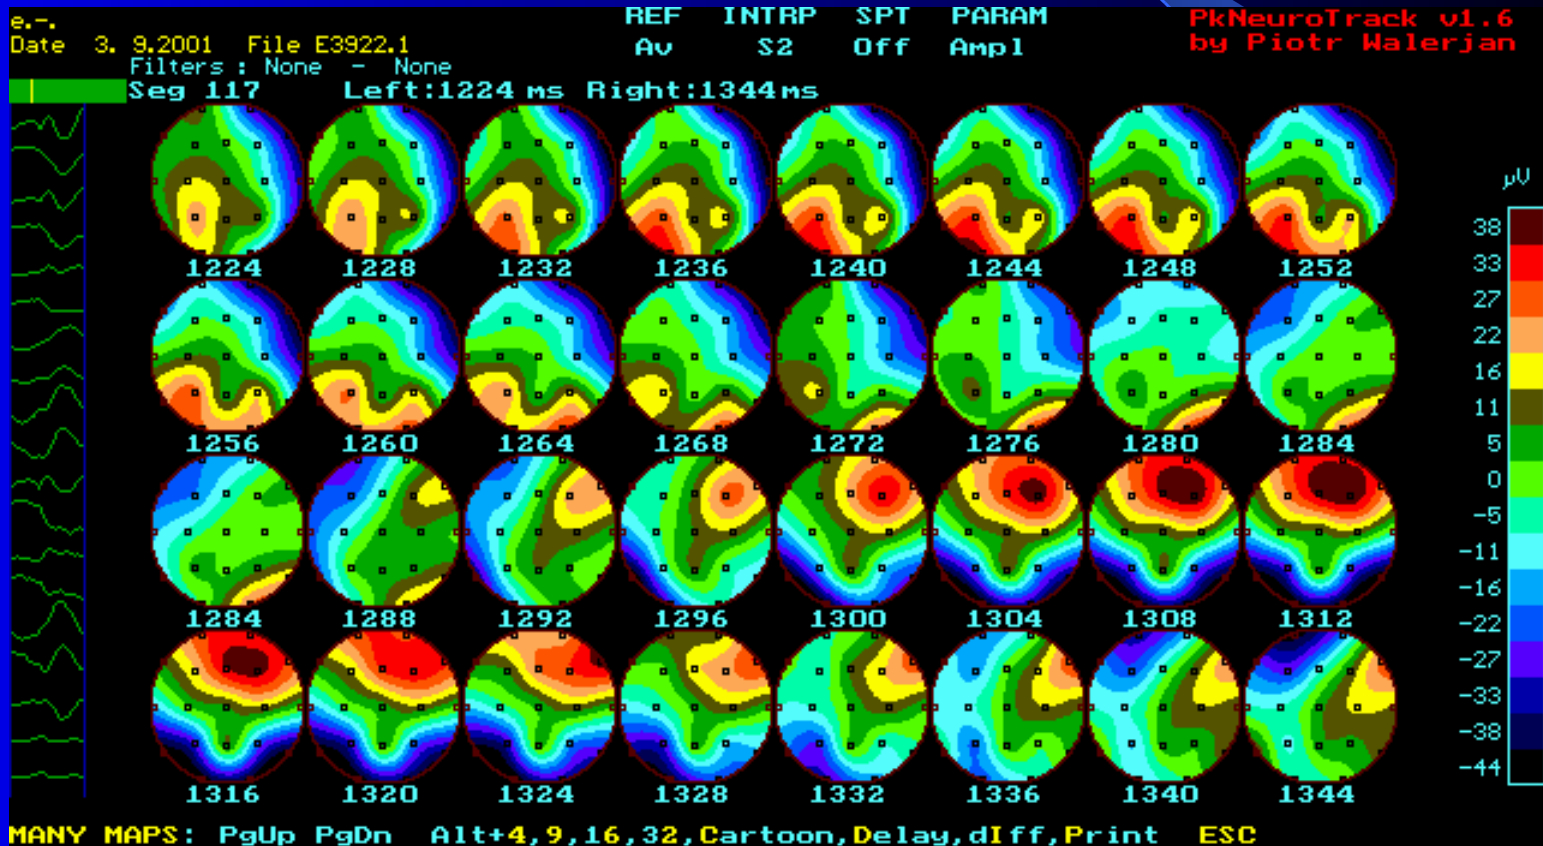 e.-.
REF INTRP SPT PARAM
PkNeuroTrack v1.6
Date 3. 9.2001 File E3922.1
Av S2 Off Ampl
by Piotr Walerjan
Filters : None - None
Seg 117 Left:1224 ms Right:1344ms
1224 1228 1232 1236 1240 1244 1248 1252
1256 1260 1264 1268 1272 1276 1280 1284
1284 1288 1292 1296 1300 1304 1308 1312
1316 1320 1324 1328 1332 1336 1340 1344
µV
38
33
27
22
16
11
5
0
-5
-11
-16
-22
-27
-33
-38
-44
MANY MAPS: PgUp PgDn Alt+4,9,16,32,Cartoon,Delay,dIff,Print ESC